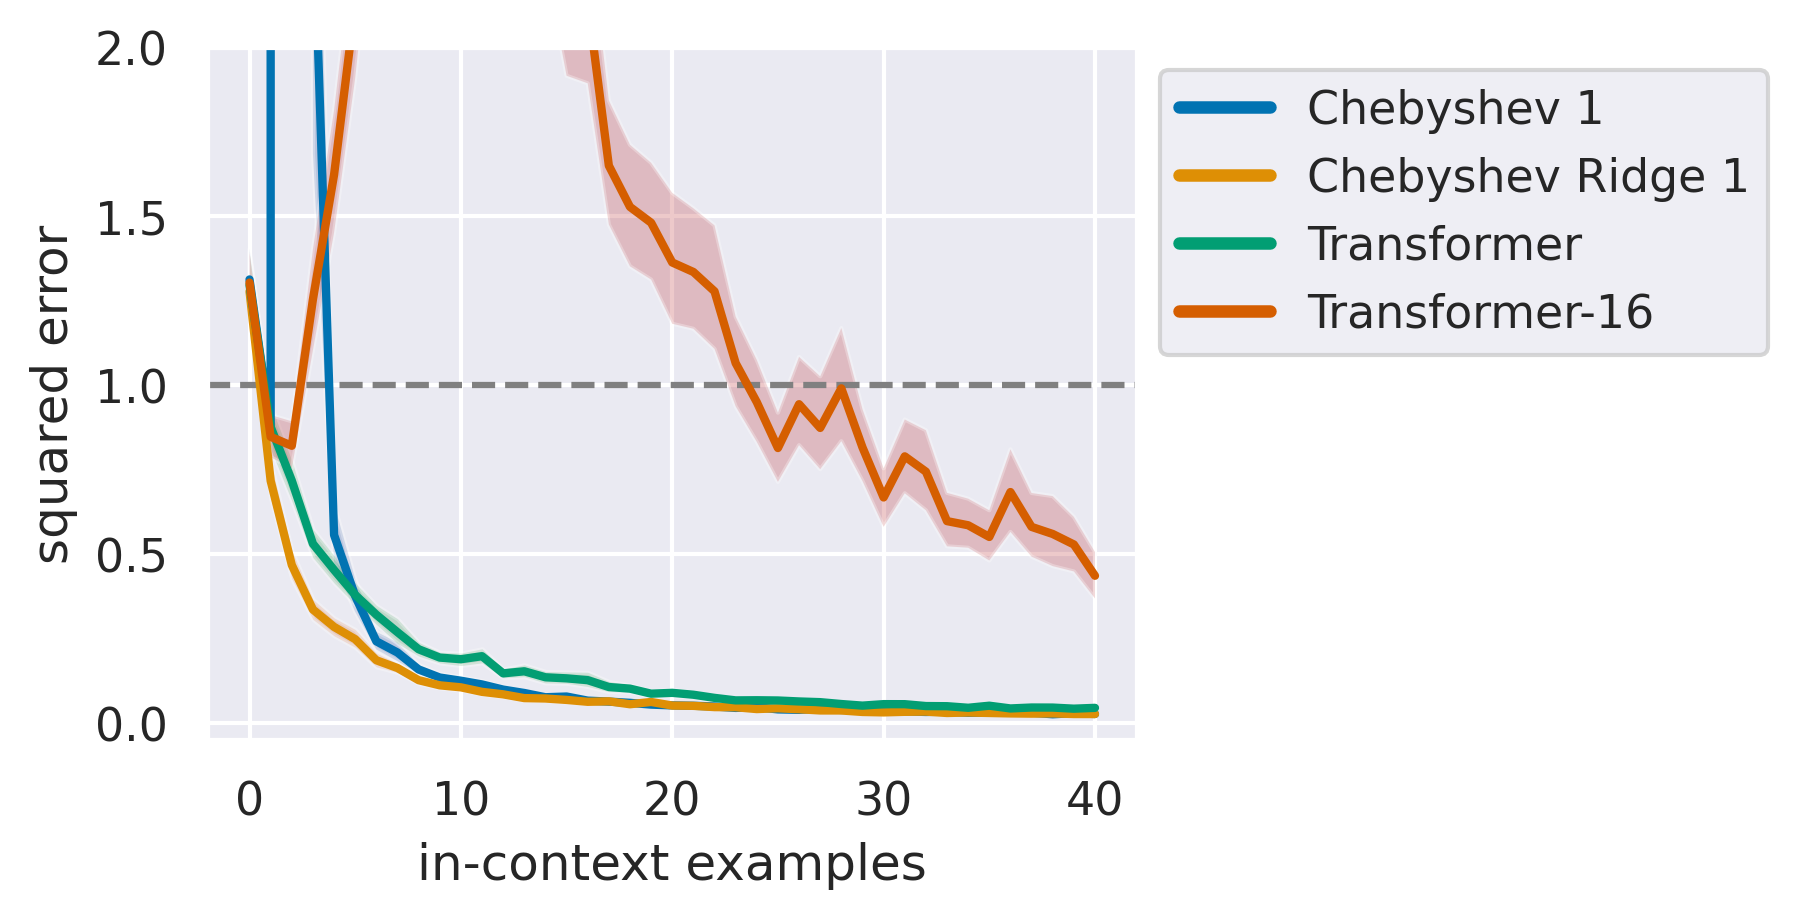 2.0
1.5
1.0
0.5
0.0
squared error
0
10
20
30
40
in-context examples
Chebyshev 1
Chebyshev Ridge 1
Transformer
Transformer-16